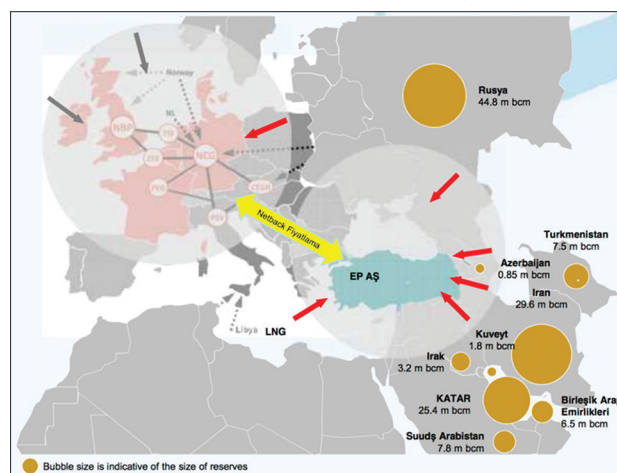 Norway
NL
NBP
TTF
ZEE
NCG
PEG
CEGH
PSV
Netback Fiyatlama
EP AŞ
Libya
LNG
Rusya
44.8 m bcm
Turkmenistan
7.5 m bcm
Azerbaijan
0.85 m bcm
Iran
29.6 m bcm
Kuveyt
1.8 m bcm
Irak
3.2 m bcm
KATAR
25.4 m bcm
Birleşik Arap
Emirlikleri
6.5 m bcm
Suudş Arabistan
7.8 m bcm
Bubble size is indicative of the size of reserves